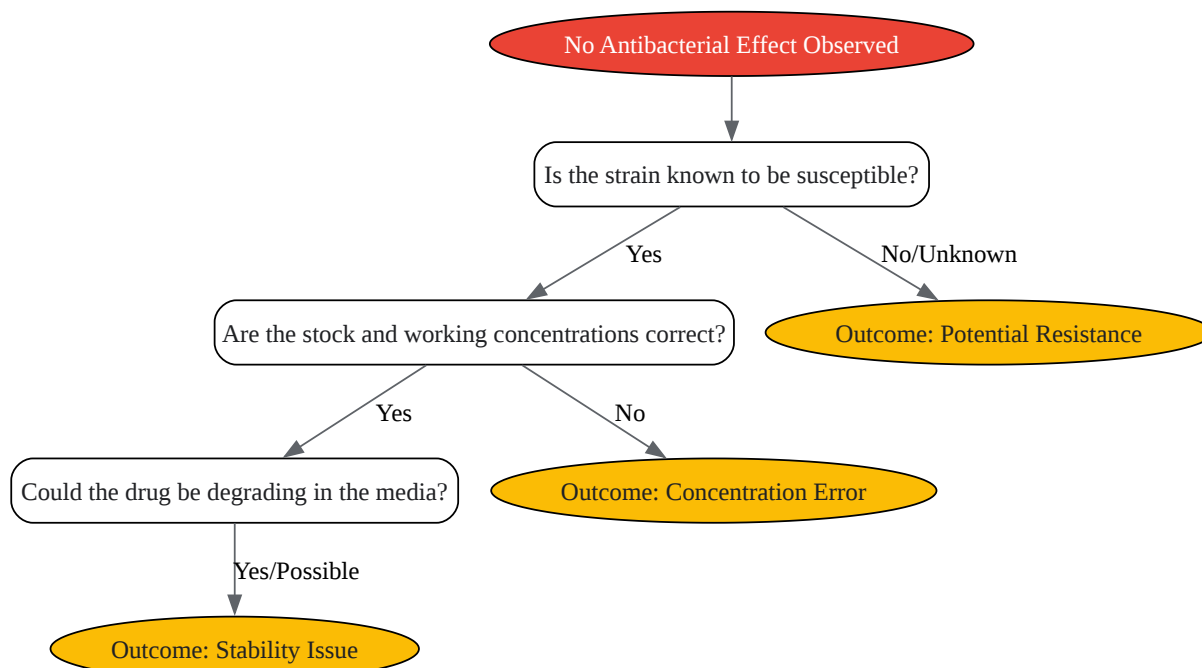 No Antibacterial Effect Observed
Is the strain known to be susceptible?
Yes
No/Unknown
Are the stock and working concentrations correct?
Outcome: Potential Resistance
Yes
No
Could the drug be degrading in the media?
Outcome: Concentration Error
Yes/Possible
Outcome: Stability Issue